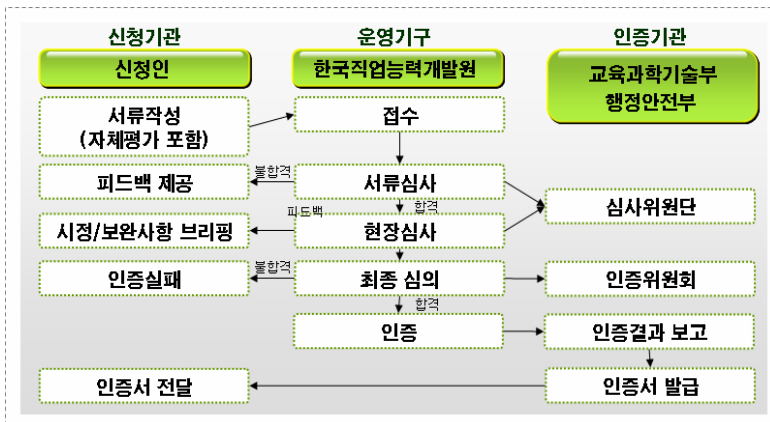 신청기관
운영기구
인증기관
신청인
한국직업능력개발원
교육과학기술부
행정안전부
서류작성
(자체평가 포함)
접수
피드백 제공
불합격
서류심사
심사위원단
피드백
합격
시정/보완사항 브리핑
현장심사
인증실패
불합격
최종 심의
인증위원회
합격
인증
인증결과 보고
인증서 전달
인증서 발급